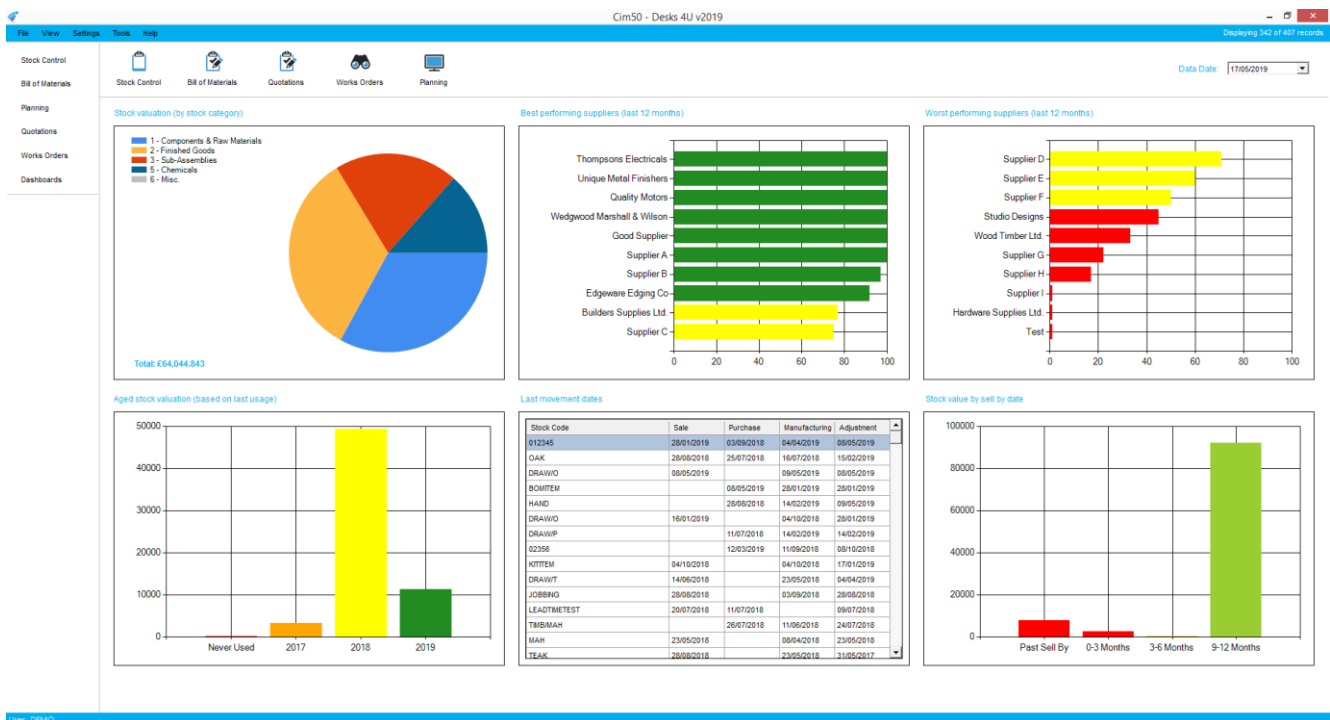 Cim50 - Desks 4U v2019
File View Settings Tools Help Displaying 342 of 407 records
Stock Control
Bill of Materials
Planning
Quotations
Works Orders
Dashboards
Stock Control Bill of Materials Quotations Works Orders Planning
Data Date: 17/05/2019
Stock valuation (by stock category)
1 - Components & Raw Materials
2 - Finished Goods
3 - Sub-Assemblies
5 - Chemicals
6 - Misc.
Total: £64,044.843
Best performing suppliers (last 12 months)
Thompsons Electricals
Unique Metal Finishers
Quality Motors
Wedgwood Marshall & Wilson
Good Supplier
Supplier A
Supplier B
Edgeware Edging Co
Builders Supplies Ltd.
Supplier C
0 20 40 60 80 100
Worst performing suppliers (last 12 months)
Supplier D
Supplier E
Supplier F
Studio Designs
Wood Timber Ltd.
Supplier G
Supplier H
Supplier I
Hardware Supplies Ltd.
Test
0 20 40 60 80 100
Aged stock valuation (based on last usage)
50000
40000
30000
20000
10000
0
Never Used 2017 2018 2019
Last movement dates
Stock Code Sale Purchase Manufacturing Adjustment
012345 28/01/2019 03/09/2018 04/04/2019 08/05/2019
OAK 28/08/2018 25/07/2018 16/07/2018 15/02/2019
DRAW/O 08/05/2019 09/05/2019 08/05/2019
BOMITEM 08/05/2019 28/01/2019 28/01/2019
HAND 28/08/2018 14/02/2019 09/05/2019
DRAW/O 16/01/2019 04/10/2018 28/01/2019
DRAW/P 11/07/2018 14/02/2019 14/02/2019
02356 12/03/2019 11/09/2018 08/10/2018
KITITEM 04/10/2018 04/10/2018 17/01/2019
DRAW/T 14/06/2018 23/05/2018 04/04/2019
JOBBING 28/08/2018 03/09/2018 28/08/2018
LEADTIMETEST 20/07/2018 11/07/2018 09/07/2018
TIMB/MAH 26/07/2018 11/06/2018 24/07/2018
MAH 23/05/2018 08/04/2018 23/05/2018
TEAK 28/08/2018 23/05/2018 31/05/2017
Stock value by sell by date
100000
80000
60000
40000
20000
0
Past Sell By 0-3 Months 3-6 Months 9-12 Months
User: DEMO